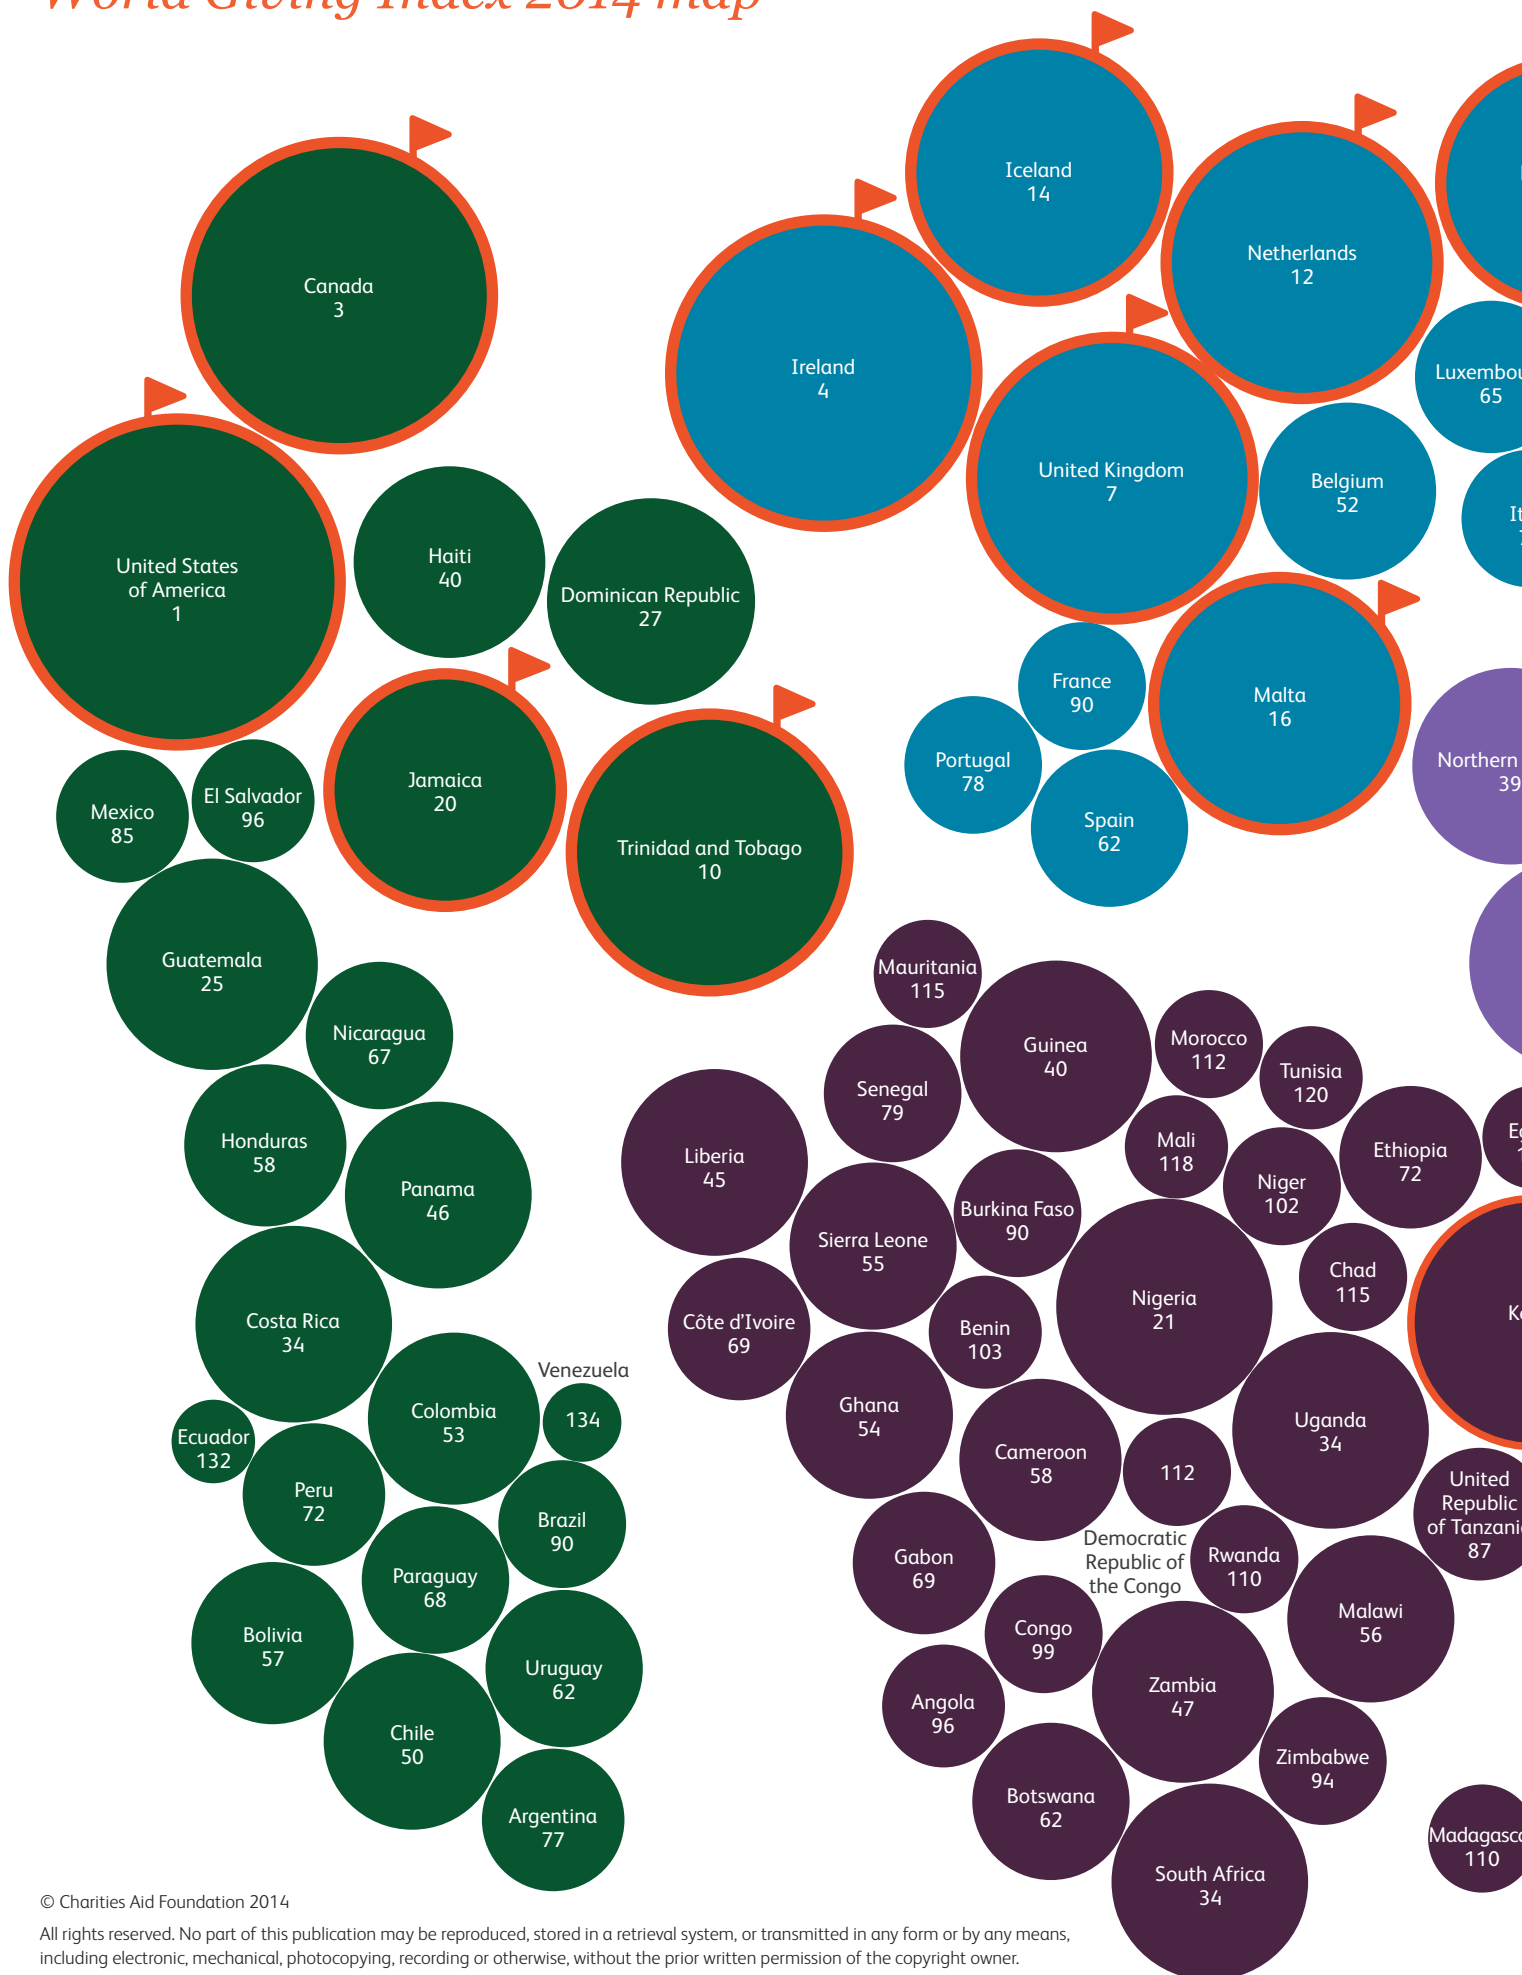 World Giving Index 2014 map
Canada
3
United States
of America
1
Haiti
40
Dominican Republic
27
Jamaica
20
Trinidad and Tobago
10
Mexico
85
El Salvador
96
Guatemala
25
Nicaragua
67
Honduras
58
Panama
46
Costa Rica
34
Colombia
53
Venezuela
134
Ecuador
132
Peru
72
Brazil
90
Paraguay
68
Bolivia
57
Uruguay
62
Chile
50
Argentina
77
Iceland
14
Netherlands
12
Ireland
4
United Kingdom
7
65
Belgium
52
France
90
Malta
16
Portugal
78
Spain
62
Northern
39
Mauritania
115
Guinea
40
Morocco
112
Tunisia
120
Senegal
79
Liberia
45
Mali
118
Niger
102
Ethiopia
72
Burkina Faso
90
Sierra Leone
55
Chad
115
Nigeria
21
Côte d'Ivoire
69
Benin
103
Ghana
54
Cameroon
58
112
Democratic
Republic of
the Congo
Uganda
34
United
Republic
of
87
Gabon
69
Rwanda
110
Congo
99
Malawi
56
Angola
96
Zambia
47
Zimbabwe
94
Botswana
62
South Africa
34
110
© Charities Aid Foundation 2014
All rights reserved. No part of this publication may be reproduced, stored in a retrieval system, or transmitted in any form or by any means,
including electronic, mechanical, photocopying, recording or otherwise, without the prior written permission of the copyright owner.